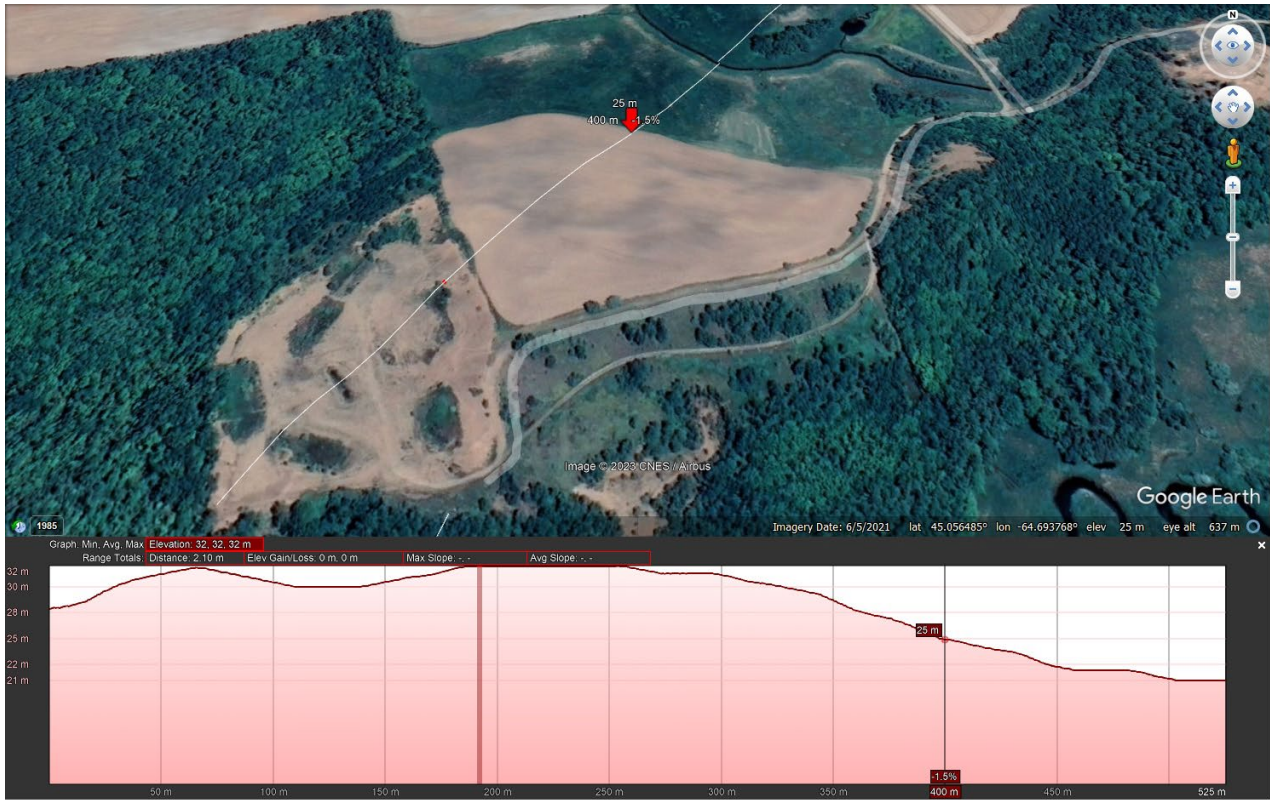 N
25 m
400 m -1.5%
Image © 2023 CNES / Airbus
Google Earth
1985
Imagery Date: 6/5/2021 lat 45.056485° lon -64.693768° elev 25 m eye alt 637 m
Graph: Min, Avg, Max Elevation: 32, 32, 32 m
Range Totals: Distance: 2.10 m Elev Gain/Loss: 0 m, 0 m Max Slope: -, - Avg Slope: -, -
32 m
30 m
28 m
25 m
25 m
22 m
21 m
-1.5%
50 m 100 m 150 m 200 m 250 m 300 m 350 m 400 m 450 m 525 m